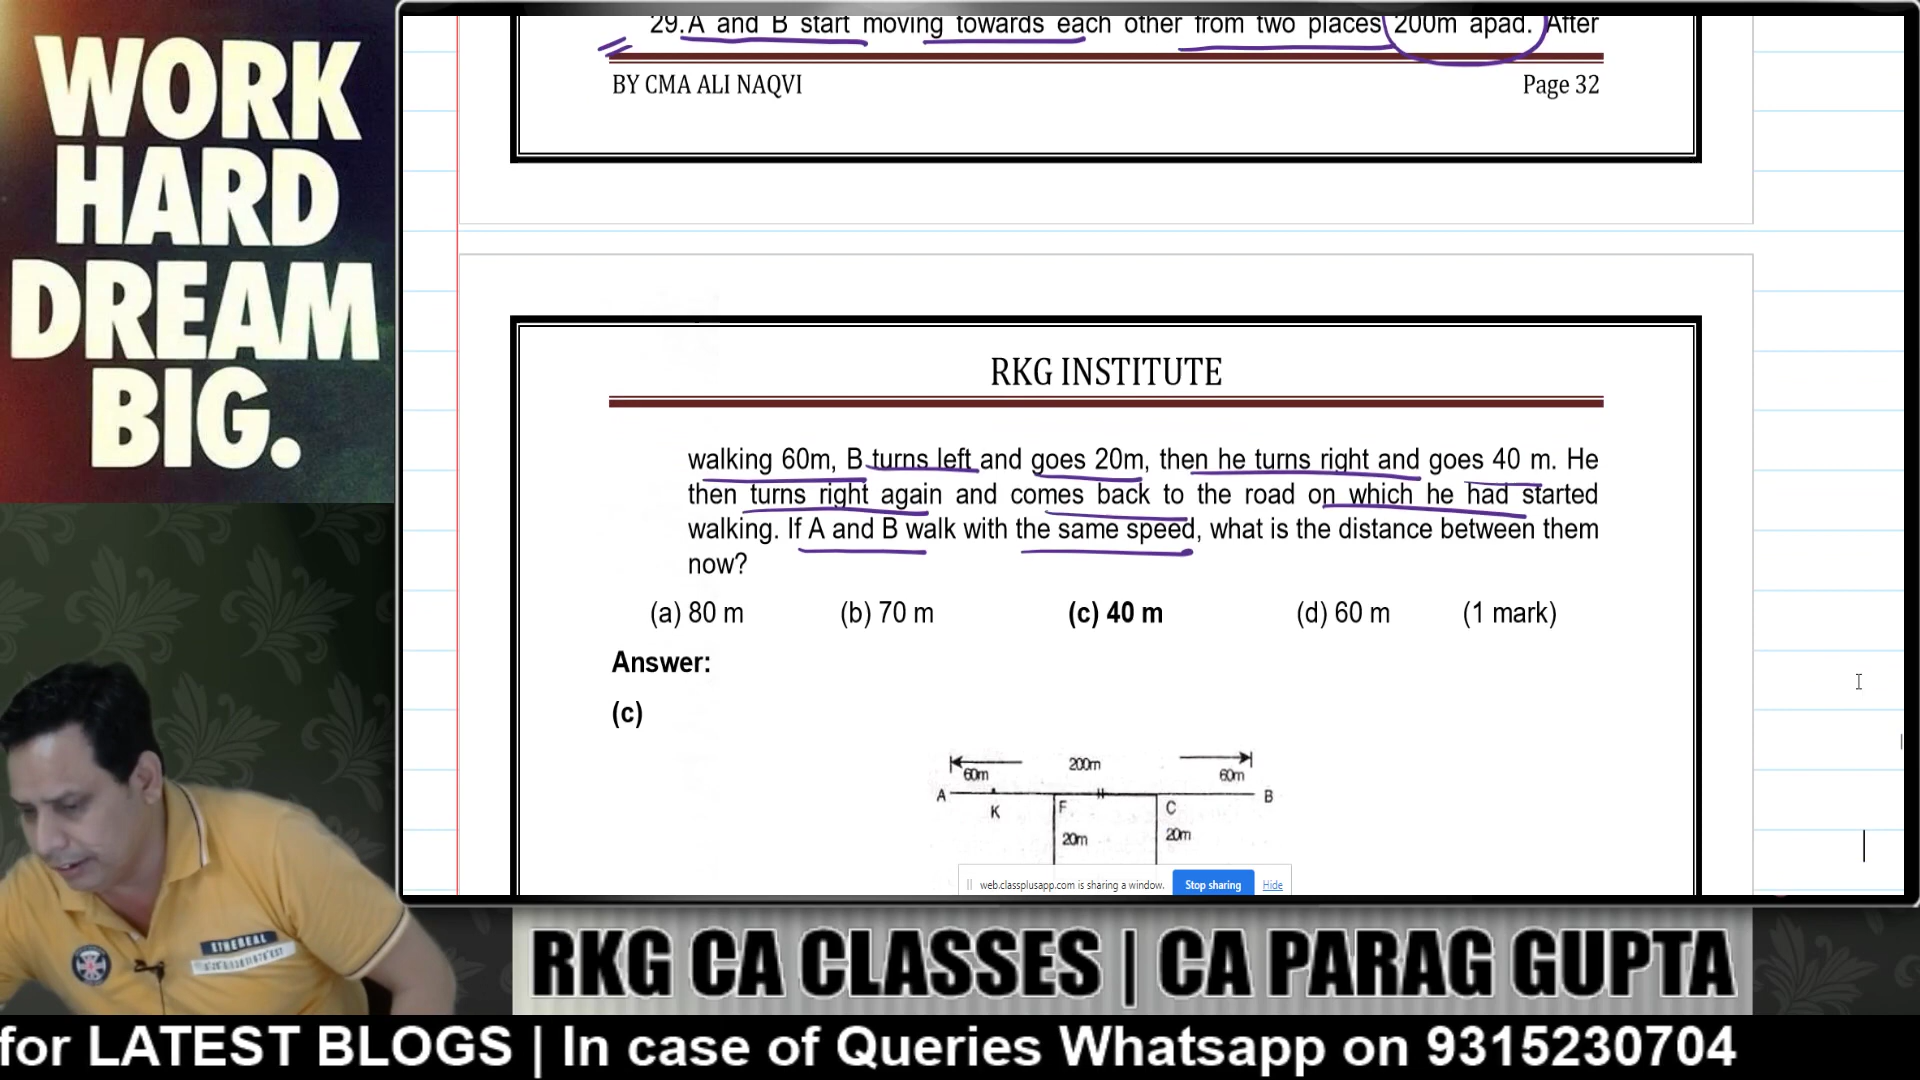 WORK
HARD
DREAM
BIG.
29. A and B start moving towards each other from two places 200m apad. After
BY CMA ALI NAQVI
Page 32
RKG INSTITUTE
walking 60m, B turns left and goes 20m, then he turns right and goes 40 m. He
then turns right again and comes back to the road on which he had started
walking. If A and B walk with the same speed, what is the distance between them
now?
(a) 80 m (b) 70 m (c) 40 m (d) 60 m (1 mark)
Answer:
(c)
60m 200m 60m
A K F C B
20m 20m
web.classplusapp.com is sharing a window. Stop sharing Hide
ETHEREAL
RKG CA CLASSES | CA PARAG GUPTA
for LATEST BLOGS | In case of Queries Whatsapp on 9315230704